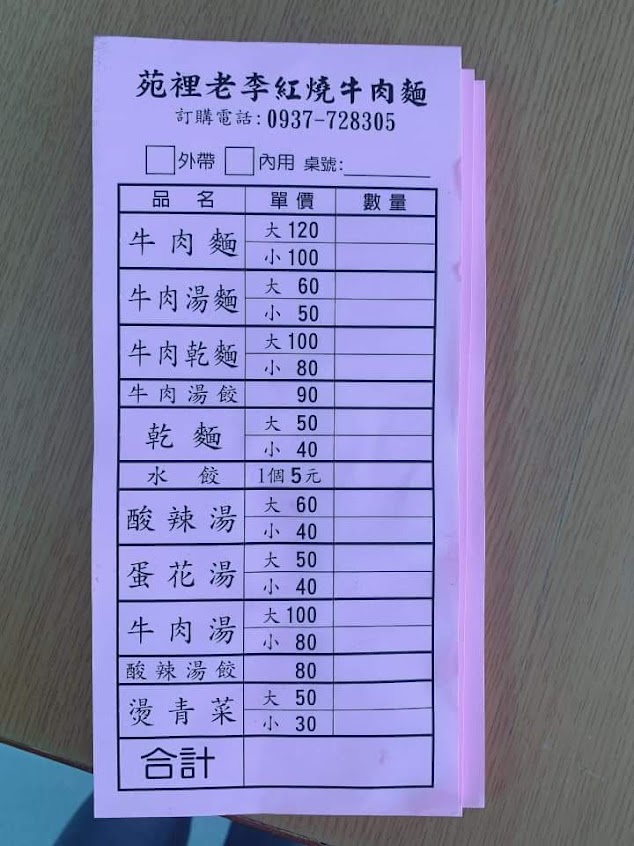 苑裡老李紅燒牛肉麵
訂購電話:0937-728305
□外帶 □內用 桌號:
品名 單價 數量
牛肉麵 大 120
小 100
牛肉湯麵 大 60
小 50
牛肉乾麵 大 100
小 80
牛肉湯餃 90
乾麵 大 50
小 40
水餃 1個5元
酸辣湯 大 60
小 40
蛋花湯 大 50
小 40
牛肉湯 大 100
小 80
酸辣湯餃 80
燙青菜 大 50
小 30
合計